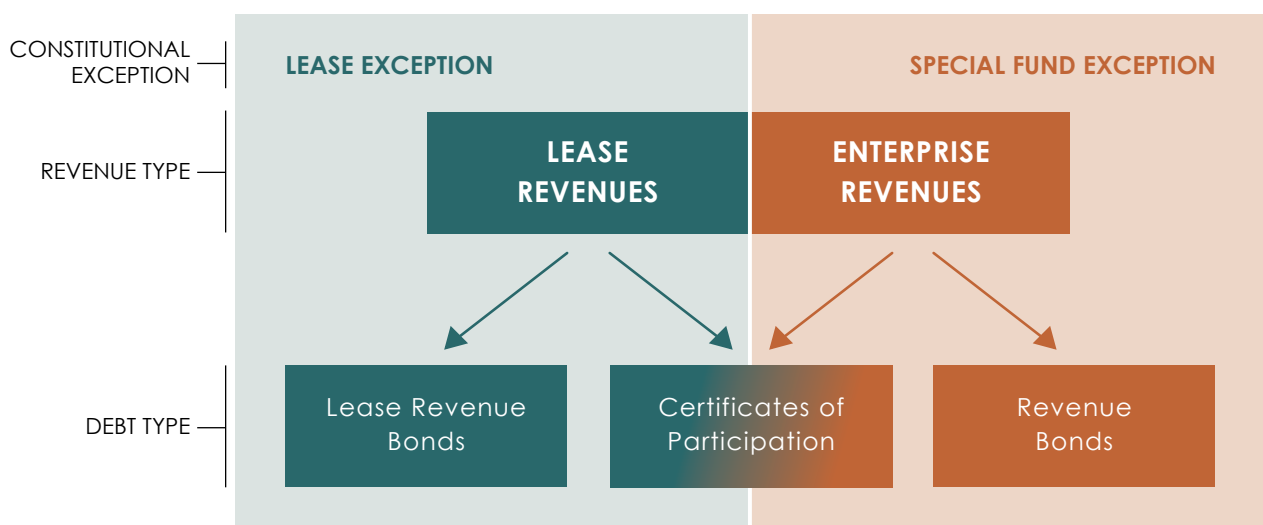 CONSTITUTIONAL
EXCEPTION
LEASE EXCEPTION
SPECIAL FUND EXCEPTION
REVENUE TYPE
LEASE
REVENUES
ENTERPRISE
REVENUES
DEBT TYPE
Lease Revenue
Bonds
Certificates of
Participation
Revenue
Bonds